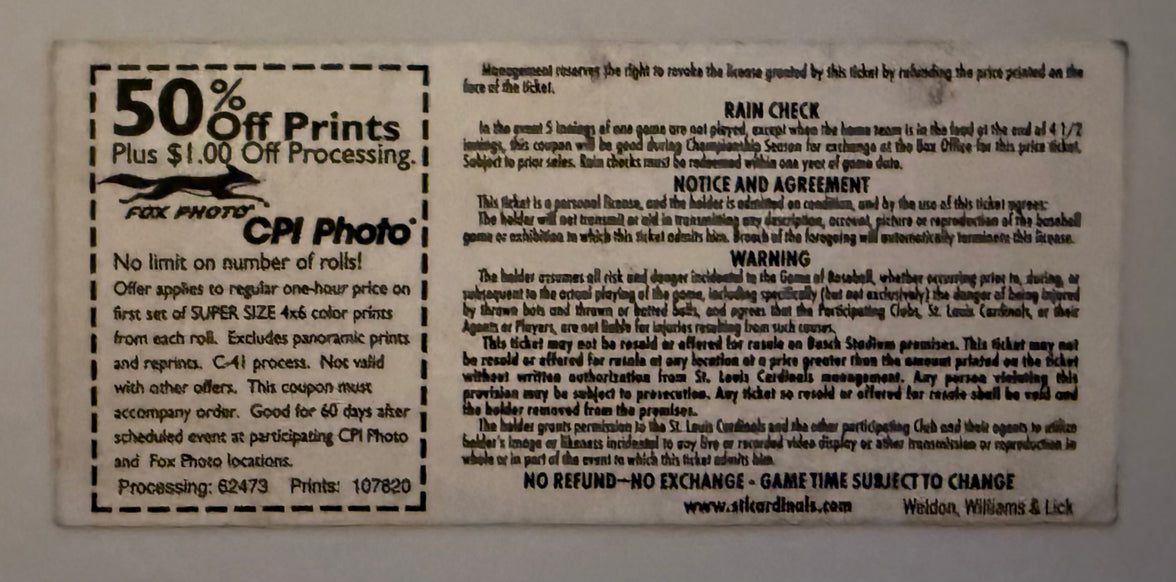 50% Off Prints
Plus $1.00 Off Processing.
FOX PHOTO
CPI Photo
No limit on number of rolls!
Offer applies to regular one-hour price on
first set of SUPER SIZE 4x6 color prints
from each roll. Excludes panoramic prints
and reprints. C-41 process. Not valid
with other offers. This coupon must
accompany order. Good for 60 days after
scheduled event at participating CPI Photo
and Fox Photo locations.
Processing: 62473 Prints: 107820
Management reserves the right to revoke the license granted by this ticket by refunding the price printed on the
face of the ticket.
RAIN CHECK
In the event 5 innings of one game are not played, except when the home team is in the lead at the end of 4 1/2
innings, this coupon will be good during Championship Season for exchange at the Box Office for this price ticket.
Subject to prior sales. Rain checks must be redeemed within one year of game date.
NOTICE AND AGREEMENT
This ticket is a personal license, and the holder is admitted on condition, and by the use of this ticket agrees:
The holder will not transmit or aid in transmitting any description, account, picture or reproduction of the baseball
game or exhibition to which this ticket admits him. Breach of the foregoing will automatically terminate this license.
WARNING
The holder assumes all risk and danger incidental to the Game of Baseball, whether occurring prior to, during, or
subsequent to the actual playing of the game, including specifically (but not exclusively) the danger of being injured
by thrown bats and thrown or batted balls, and agrees that the Participating Clubs, St. Louis Cardinals, or their
Agents or Players, are not liable for injuries resulting from such causes.
This ticket may not be resold or offered for resale on Busch Stadium premises. This ticket may not
be resold or offered for resale at any location at a price greater than the amount printed on the ticket
without written authorization from St. Louis Cardinals management. Any person violating this
provision may be subject to prosecution. Any ticket so resold or offered for resale shall be void and
the holder removed from the premises.
The holder grants permission to the St. Louis Cardinals and the other participating Club and their agents to utilize
holder's image or likeness incidental to any live or recorded video display or other transmission or reproduction in
whole or in part of the event to which this ticket admits him.
NO REFUND—NO EXCHANGE - GAME TIME SUBJECT TO CHANGE
www.stlcardinals.com Weldon, Williams & Lick